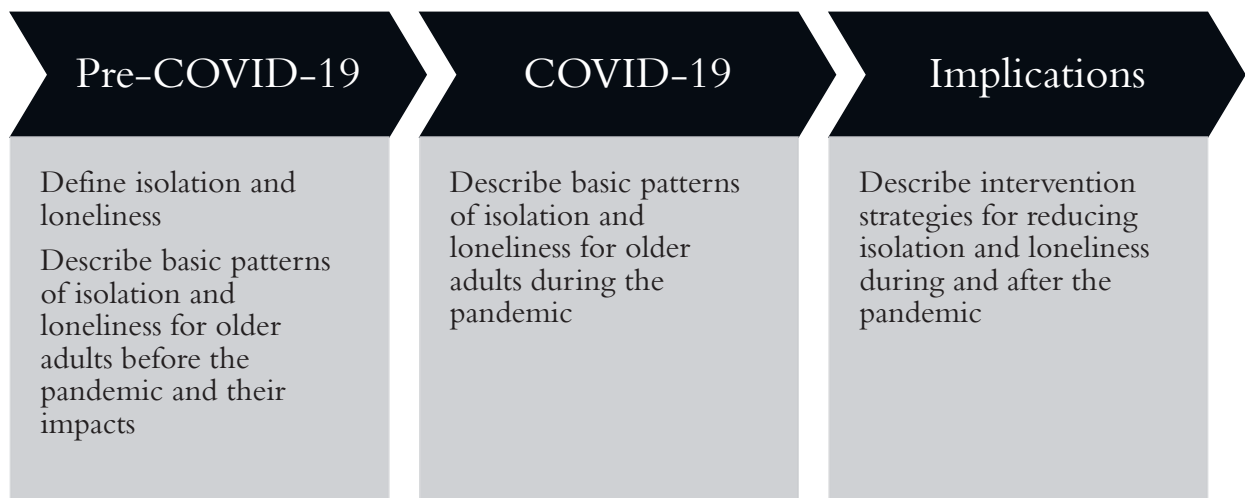 Pre-COVID-19
Define isolation and
loneliness
Describe basic patterns
of isolation and
loneliness for older
adults before the
pandemic and their
impacts
COVID-19
Describe basic patterns
of isolation and
loneliness for older
adults during the
pandemic
Implications
Describe intervention
strategies for reducing
isolation and loneliness
during and after the
pandemic